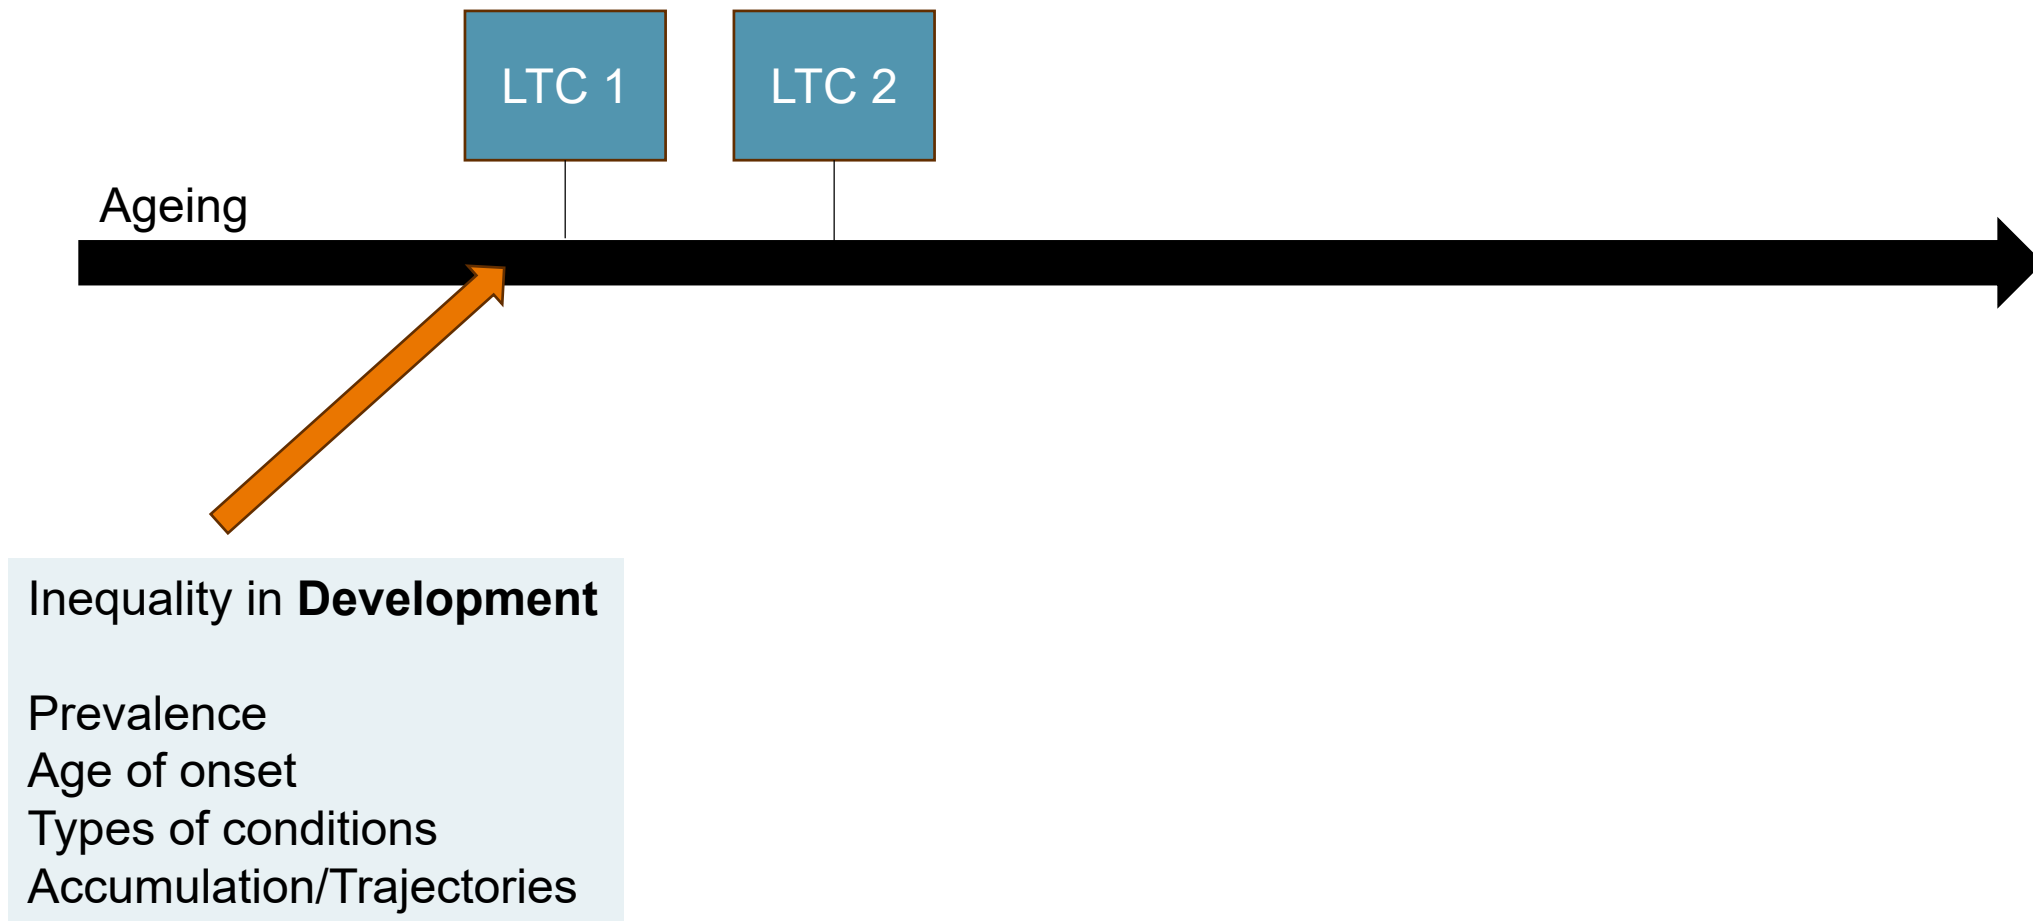 LTC 1
LTC 2
Ageing
Inequality in Development
Prevalence
Age of onset
Types of conditions
Accumulation/Trajectories